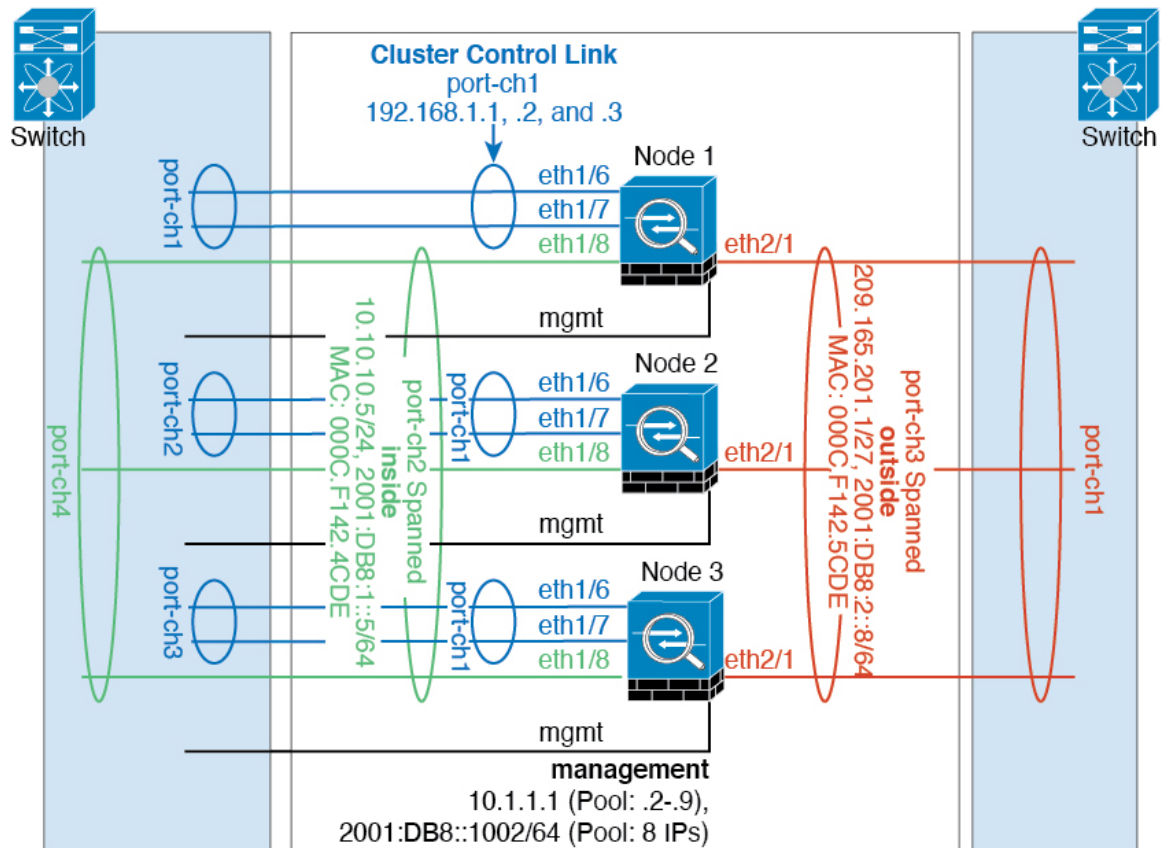 Switch
Switch
Cluster Control Link
port-ch1
192.168.1.1, .2, and .3
Node 1
port-ch1
eth1/6
eth1/7
eth1/8
eth2/1
mgmt
Node 2
port-ch2
port-ch1
eth1/6
eth1/7
eth1/8
eth2/1
mgmt
Node 3
port-ch3
port-ch1
eth1/6
eth1/7
eth1/8
eth2/1
mgmt
port-ch4
port-ch2 Spanned
inside
10.10.10.5/24, 2001:DB8:1::5/64
MAC: 000C.F142.4CDE
port-ch3 Spanned
outside
209.165.201.1/27, 2001:DB8:2::8/64
MAC: 000C.F142.5CDE
port-ch1
management
10.1.1.1 (Pool: .2-.9),
2001:DB8::1002/64 (Pool: 8 IPs)